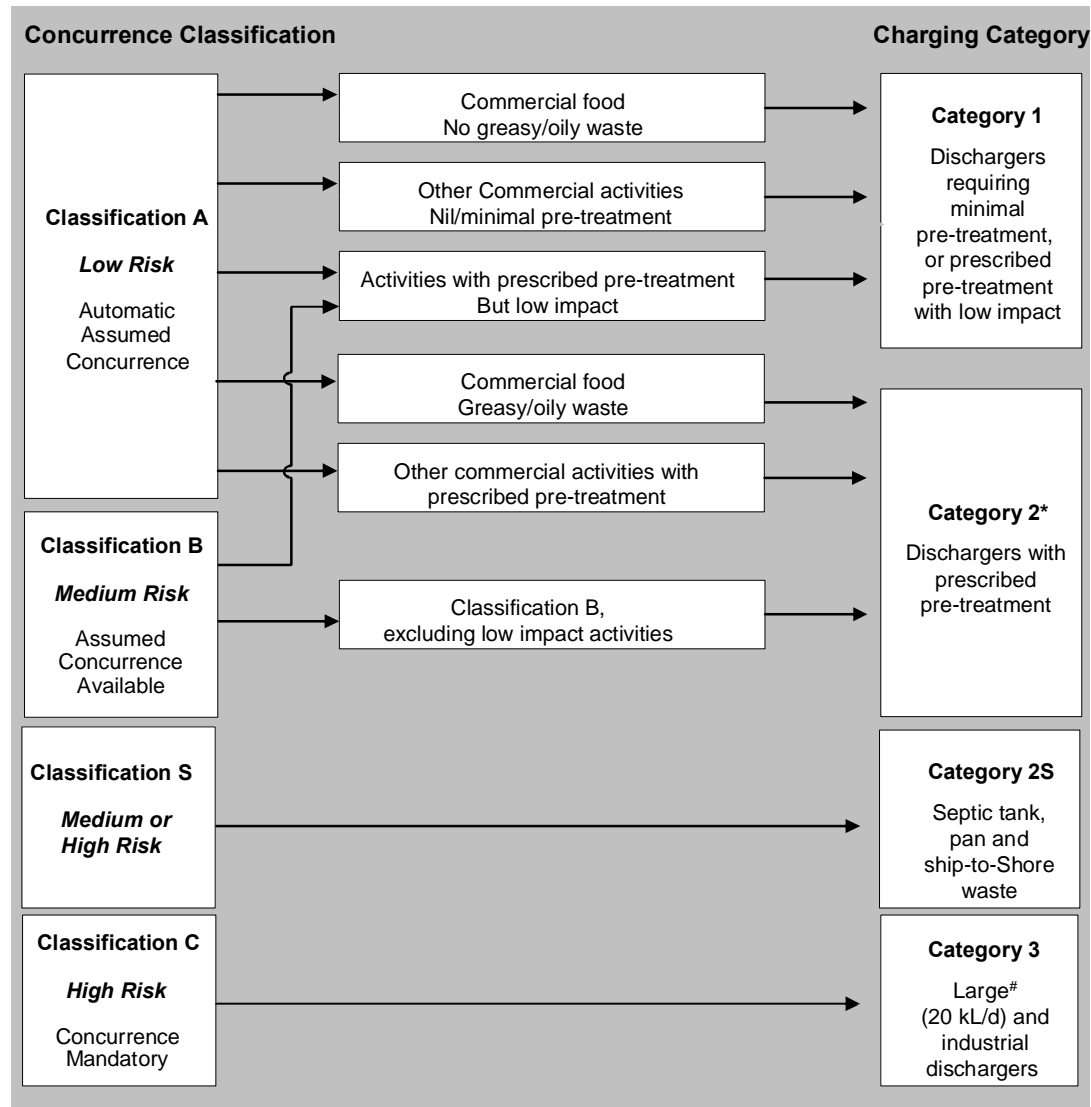 Concurrence Classification
Charging Category
Classification A
Low Risk
Automatic
Assumed
Concurrence
Commercial food
No greasy/oily waste
Other Commercial activities
Nil/minimal pre-treatment
Activities with prescribed pre-treatment
But low impact
Commercial food
Greasy/oily waste
Other commercial activities with
prescribed pre-treatment
Category 1
Dischargers
requiring
minimal
pre-treatment,
or prescribed
pre-treatment
with low impact
Classification B
Medium Risk
Assumed
Concurrence
Available
Classification B,
excluding low impact activities
Category 2*
Dischargers with
prescribed
pre-treatment
Classification S
Medium or
High Risk
Category 2S
Septic tank,
pan and
ship-to-Shore
waste
Classification C
High Risk
Concurrence
Mandatory
Category 3
Large#
(20 kL/d) and
industrial
dischargers